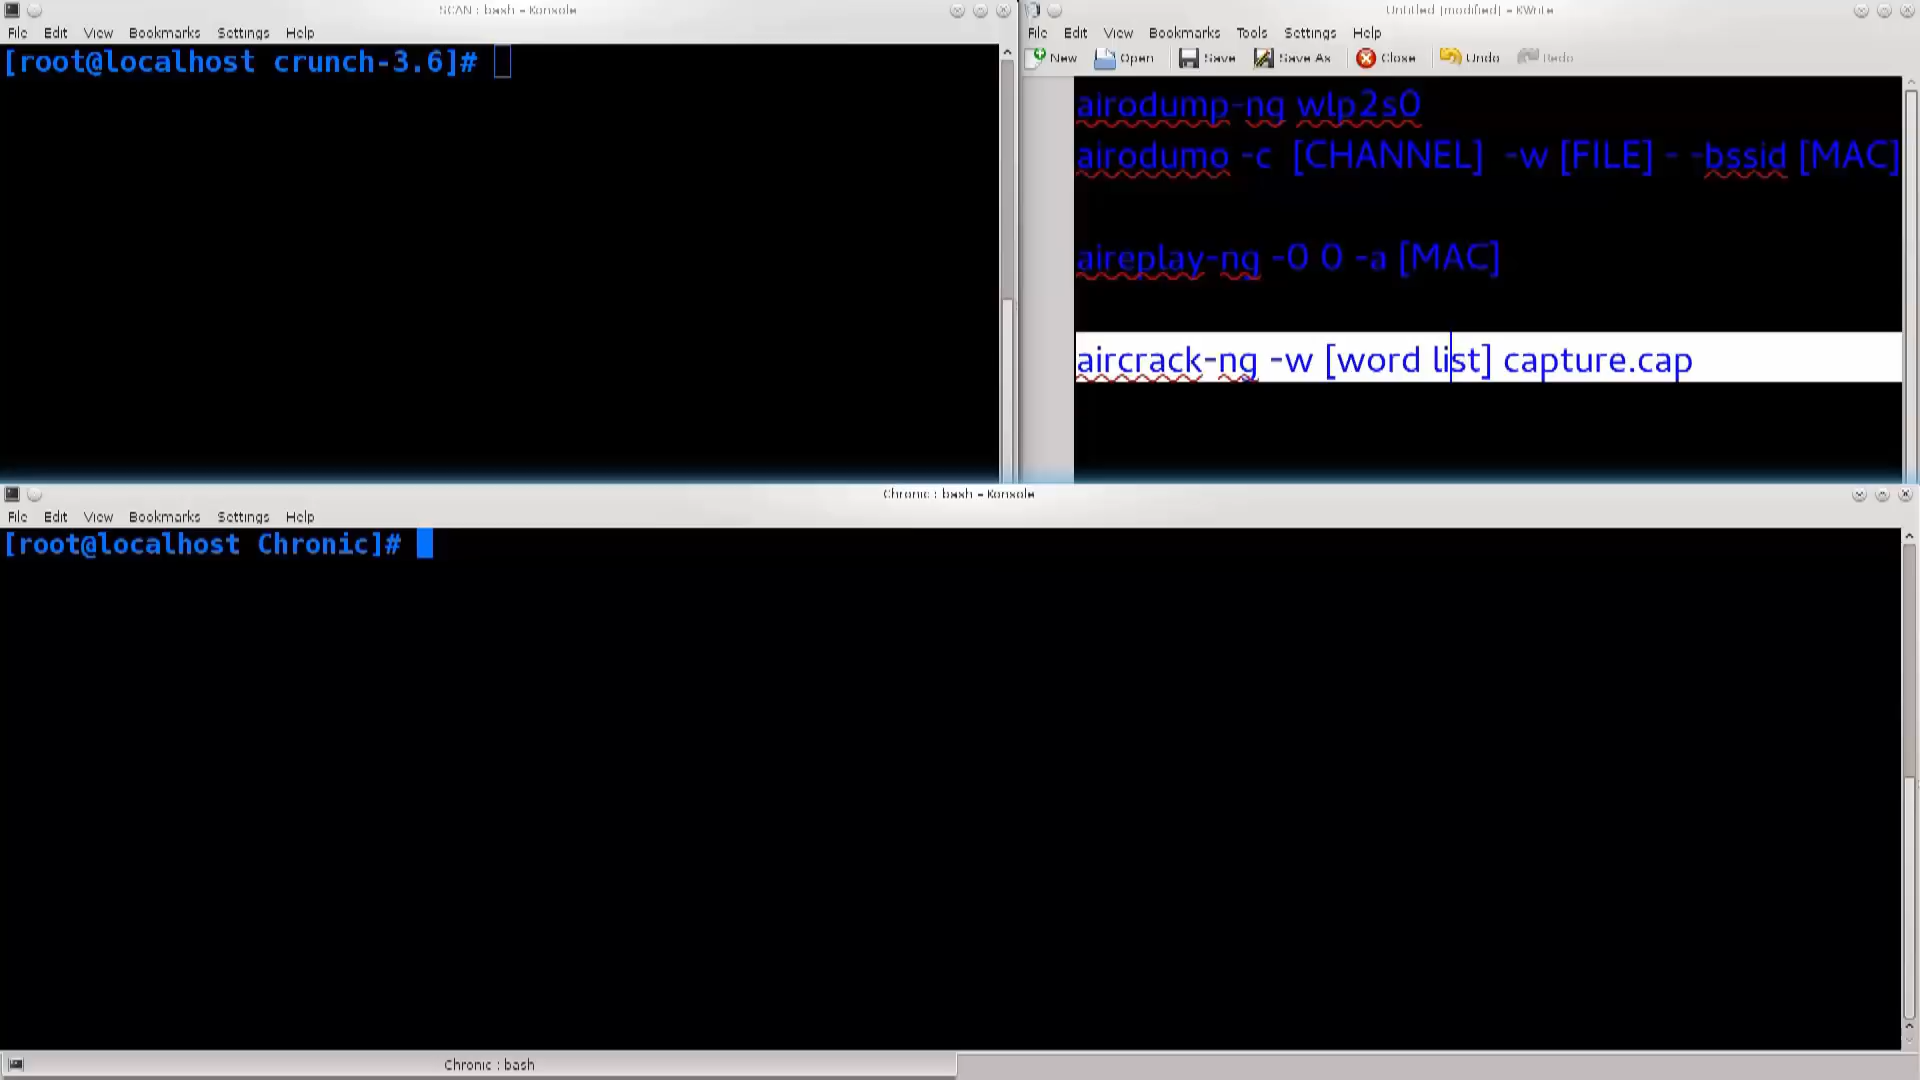 SCAN : bash – Konsole
File Edit View Bookmarks Settings Help
[root@localhost crunch-3.6]#
Untitled [modified] – KWrite
File Edit View Bookmarks Tools Settings Help
New Open Save Save As Close Undo Redo
airodump-ng wlp2s0
airodumo -c [CHANNEL] -w [FILE] - -bssid [MAC]
aireplay-ng -0 0 -a [MAC]
aircrack-ng -w [word list] capture.cap
Chronic : bash – Konsole
File Edit View Bookmarks Settings Help
[root@localhost Chronic]#
Chronic : bash